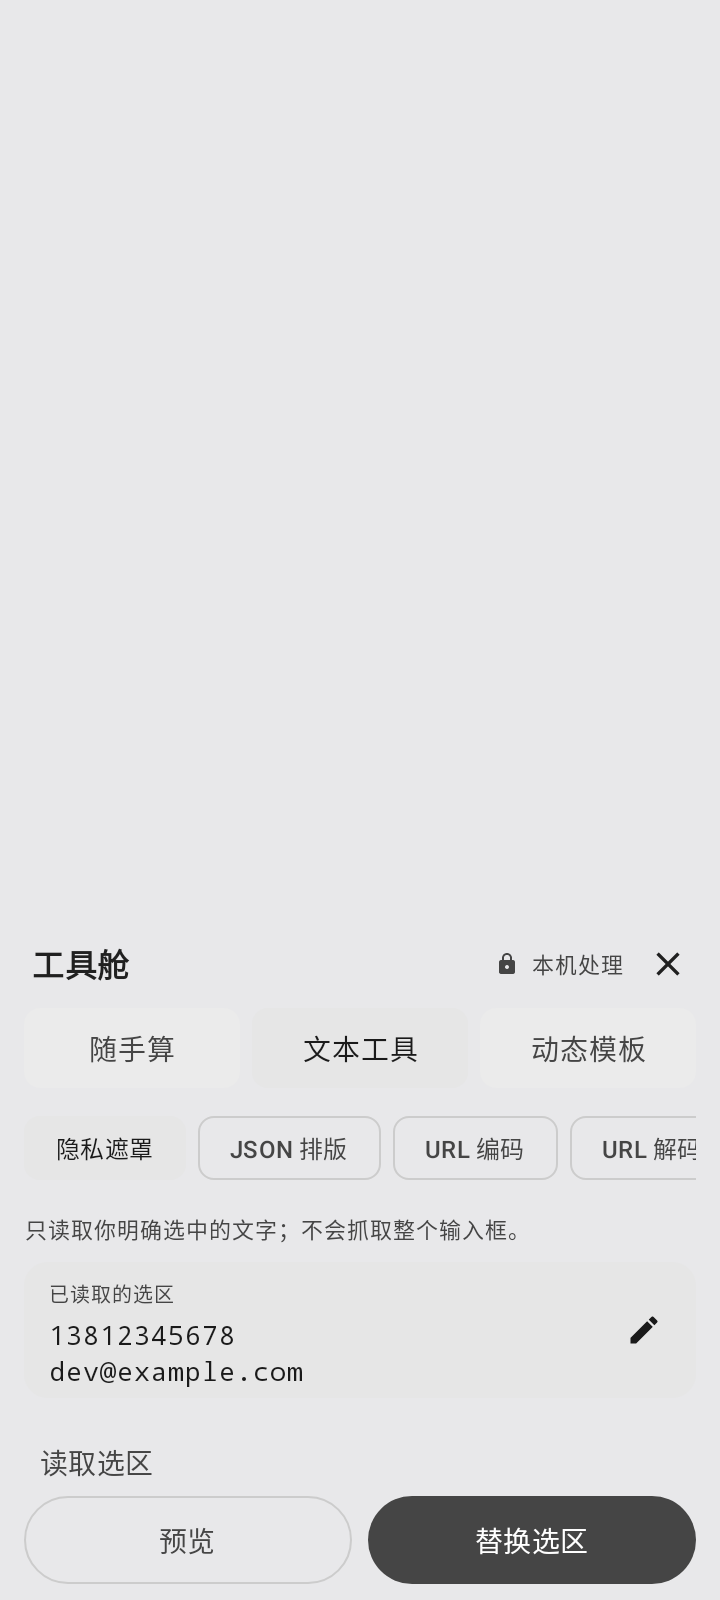 工具舱
本机处理
随手算
文本工具
动态模板
隐私遮罩
JSON 排版
URL 编码
URL 解码
只读取你明确选中的文字；不会抓取整个输入框。
已读取的选区
13812345678
dev@example.com
读取选区
预览
替换选区